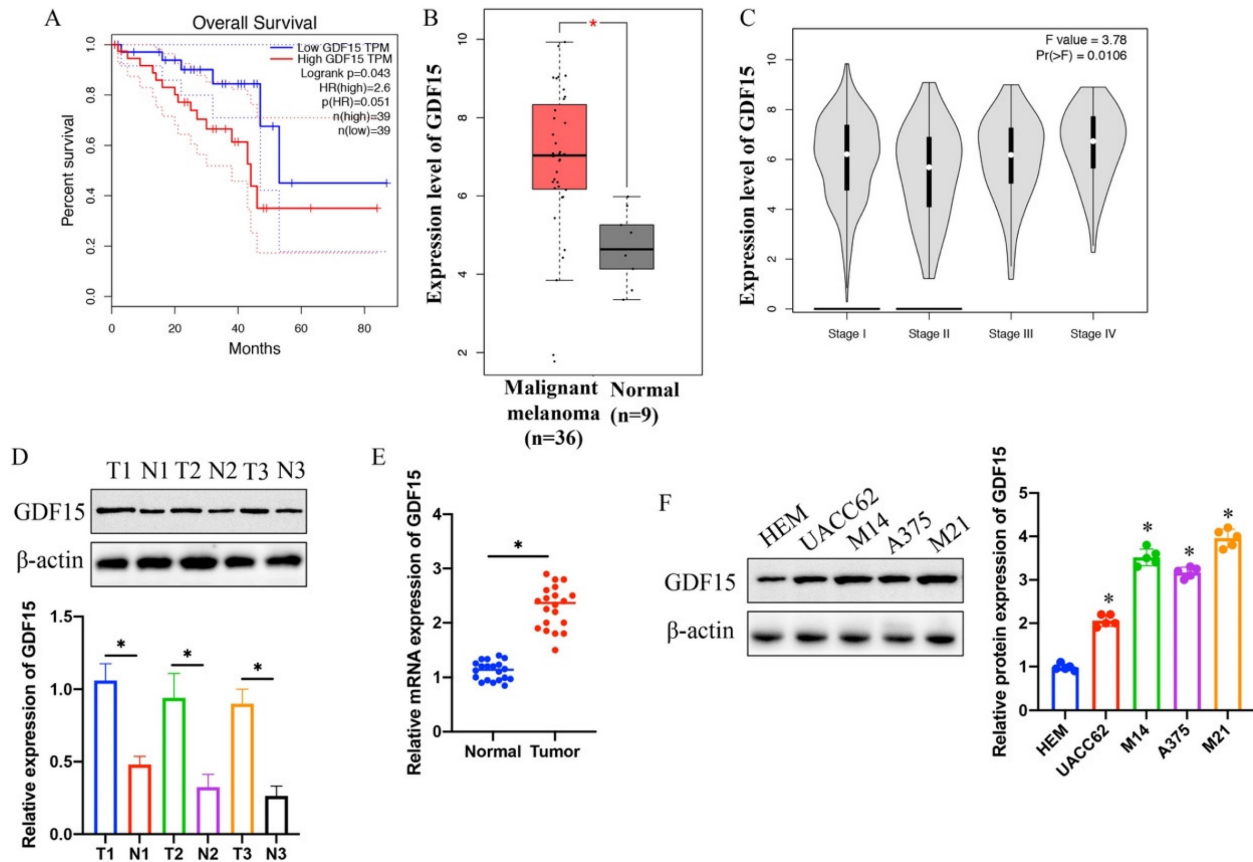 A
Overall Survival
Low GDF15 TPM
High GDF15 TPM
Logrank p=0.043
HR(high)=2.6
p(HR)=0.051
n(high)=39
n(low)=39
Percent survival
1.0
0.8
0.6
0.4
0.2
0.0
0 20 40 60 80
Months
B
*
Expression level of GDF15
10
8
6
4
2
Malignant
melanoma
(n=36)
Normal
(n=9)
C
F value = 3.78
Pr(>F) = 0.0106
Expression level of GDF15
10
8
6
4
2
0
Stage I Stage II Stage III Stage IV
D
T1 N1 T2 N2 T3 N3
GDF15
β-actin
Relative expression of GDF15
1.5
1.0
0.5
0.0
* * *
T1 N1 T2 N2 T3 N3
E
Relative mRNA expression of GDF15
4
3
2
1
0
*
Normal Tumor
F
HEM UACC62 M14 A375 M21
GDF15
β-actin
Relative protein expression of GDF15
5
4
3
2
1
0
* * * *
HEM UACC62 M14 A375 M21